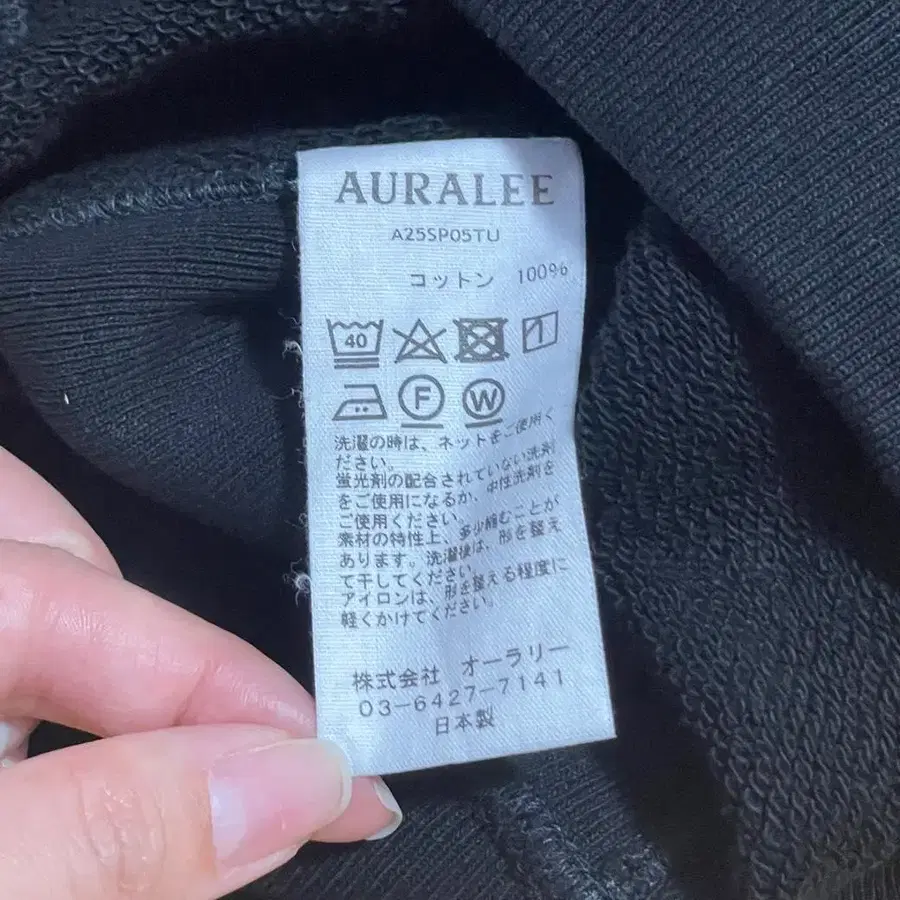 AURALEE
A25SP05TU
コットン 100%
40
F W
洗濯の時は、ネットをご使用く
ださい。
蛍光剤の配合されていない洗剤
をご使用になるか、中性洗剤を
ご使用ください。
素材の特性上、多少縮むことが
あります。洗濯後は、形を整え
て干してください。
アイロンは、形を整える程度に
軽くかけてください。
株式会社 オーラリー
03-6427-7141
日本製